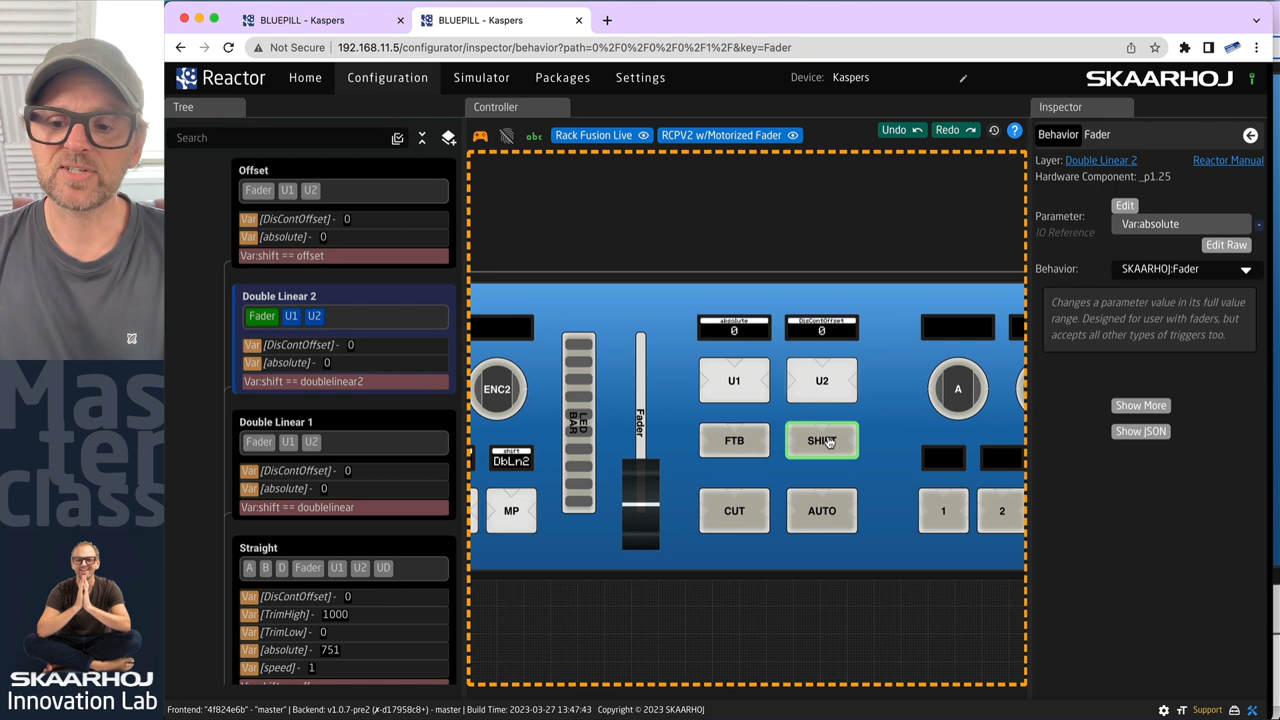 BLUEPILL - Kaspers
BLUEPILL - Kaspers
Not Secure 192.168.11.5/configurator/inspector/behavior?path=0%2F0%2F0%2F0%2F1%2F&key=Fader
Reactor Home Configuration Simulator Packages Settings Device: Kaspers SKAARHOJ
Tree Controller Inspector
Search
abc Rack Fusion Live RCPV2 w/Motorized Fader Undo Redo ?
Offset
Fader U1 U2
Var [DisContOffset] - 0
Var [absolute] - 0
Var:shift == offset
Double Linear 2
Fader U1 U2
Var [DisContOffset] - 0
Var [absolute] - 0
Var:shift == doublelinear2
Double Linear 1
Fader U1 U2
Var [DisContOffset] - 0
Var [absolute] - 0
Var:shift == doublelinear
Straight
A B D Fader U1 U2 UD
Var [DisContOffset] - 0
Var [TrimHigh] - 1000
Var [TrimLow] - 0
Var [absolute] - 751
Var [speed] - 1
absolute
0
DisContOffset
0
ENC2
LED BAR
Fader
U1 U2
A
FTB SHIFT
shift
DbLn2
MP CUT AUTO 1 2
Behavior Fader
Layer: Double Linear 2 Reactor Manual
Hardware Component: _p1.25
Edit
Parameter: Var:absolute
IO Reference
Edit Raw
Behavior: SKAARHOJ:Fader
Changes a parameter value in its full value
range. Designed for user with faders, but
accepts all other types of triggers too.
Show More
Show JSON
Master
Class
SKAARHOJ
Innovation Lab
Frontend: "4f824e6b" - "master" | Backend: v1.0.7-pre2 (✗-d17958c8+) - master | Build Time: 2023-03-27 13:47:43 Copyright © 2023 SKAARHOJ
Support